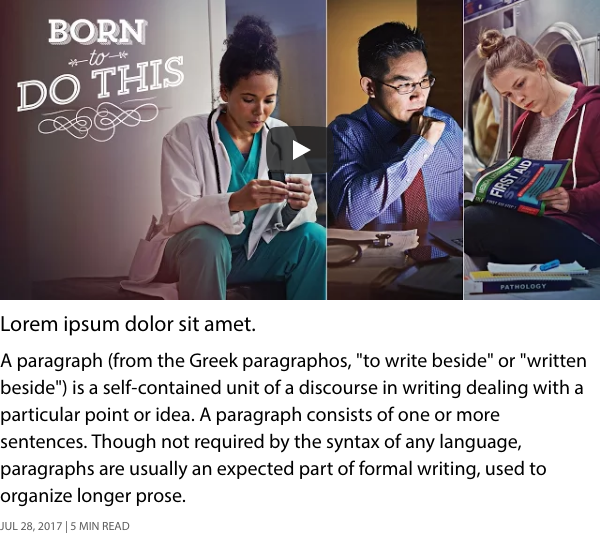 BORN
to
DO THIS
FIRST AID
PATHOLOGY
Lorem ipsum dolor sit amet.
A paragraph (from the Greek paragraphos, "to write beside" or "written
beside") is a self-contained unit of a discourse in writing dealing with a
particular point or idea. A paragraph consists of one or more
sentences. Though not required by the syntax of any language,
paragraphs are usually an expected part of formal writing, used to
organize longer prose.
JUL 28, 2017 | 5 MIN READ